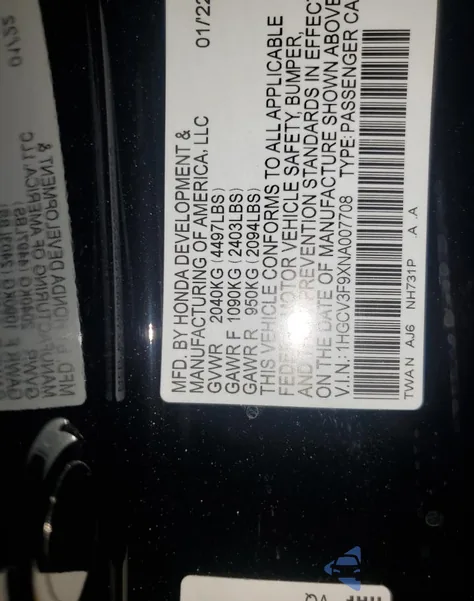 MFD. BY HONDA DEVELOPMENT & 01/22
MANUFACTURING OF AMERICA, LLC
GVWR 2040KG (4497LBS)
GAWR F 1090KG (2403LBS)
GAWR R 950KG (2094LBS)
THIS VEHICLE CONFORMS TO ALL APPLICABLE
FEDERAL MOTOR VEHICLE SAFETY, BUMPER,
AND PREVENTION STANDARDS IN EFFECT
ON THE DATE OF MANUFACTURE SHOWN ABOVE
V.I.N.: 1HGCV3F9XNA007708 TYPE: PASSENGER CA
TWAN AJ6 NH731P A A